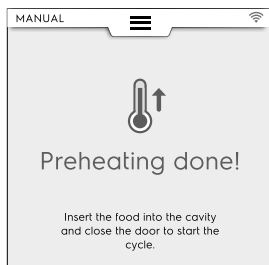 MANUAL
Preheating done!
Insert the food into the cavity
and close the door to start the
cycle.